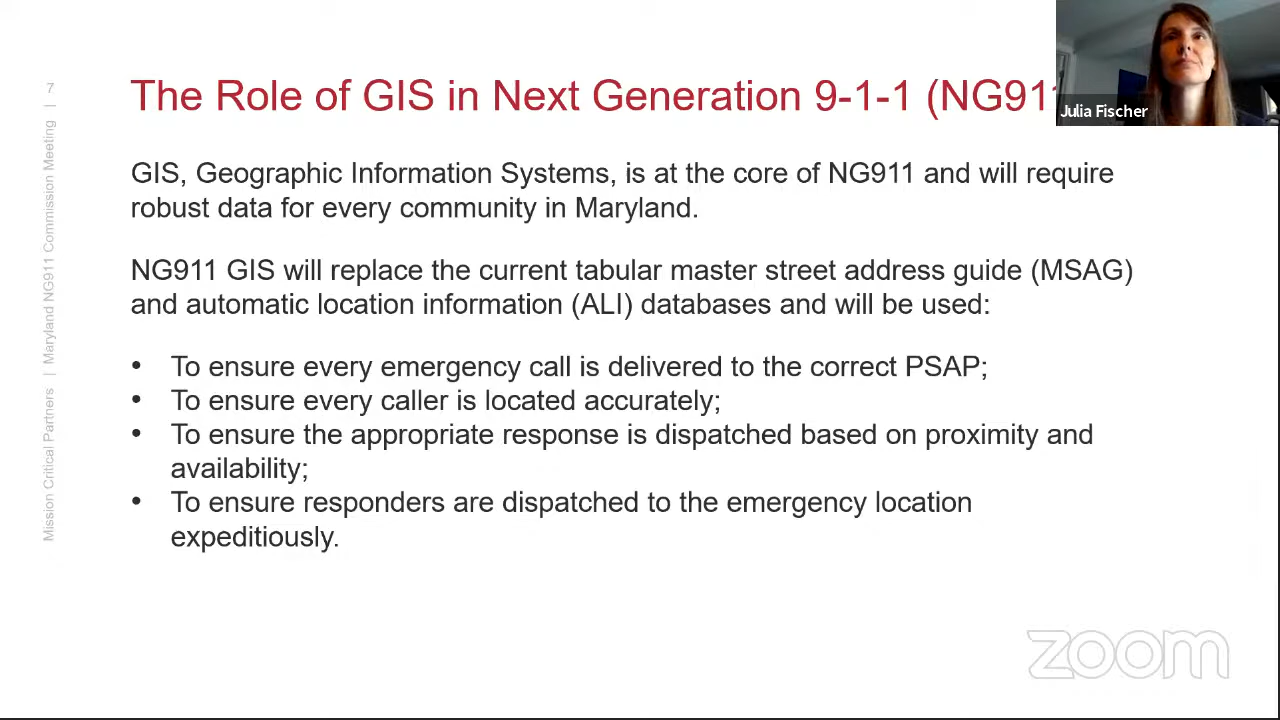 The Role of GIS in Next Generation 9-1-1 (NG911
Julia Fischer
GIS, Geographic Information Systems, is at the core of NG911 and will require
robust data for every community in Maryland.
NG911 GIS will replace the current tabular master street address guide (MSAG)
and automatic location information (ALI) databases and will be used:
• To ensure every emergency call is delivered to the correct PSAP;
• To ensure every caller is located accurately;
• To ensure the appropriate response is dispatched based on proximity and
availability;
• To ensure responders are dispatched to the emergency location
expeditiously.
Mission Critical Partners | Maryland NG911 Commission Meeting | 7
zoom